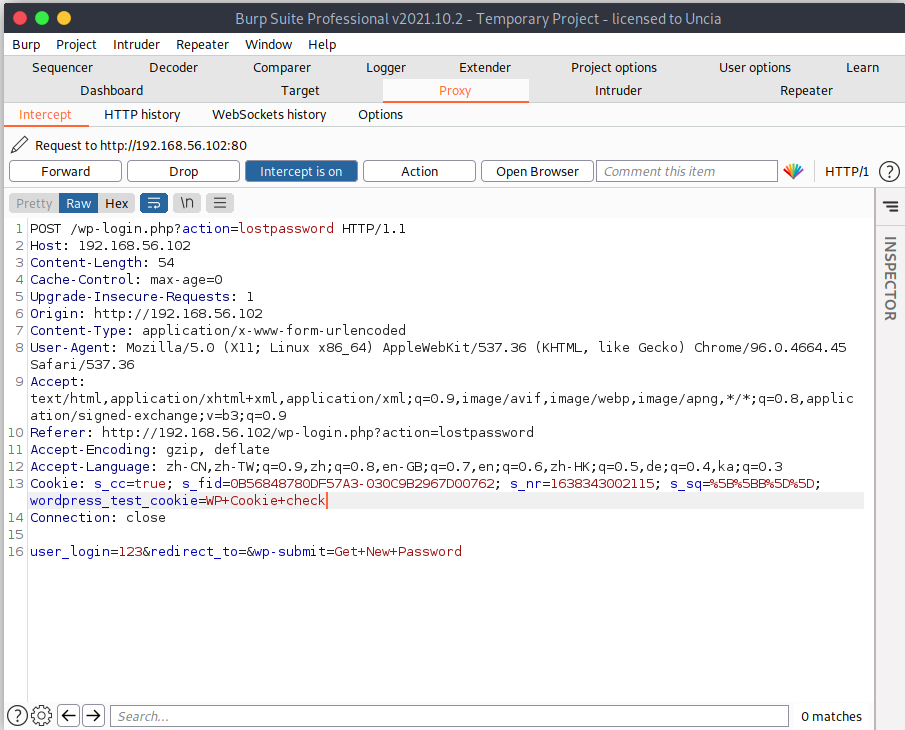 Burp Suite Professional v2021.10.2 - Temporary Project - licensed to Uncia
Burp Project Intruder Repeater Window Help
Sequencer Decoder Comparer Logger Extender Project options User options Learn
Dashboard Target Proxy Intruder Repeater
Intercept HTTP history WebSockets history Options
Request to http://192.168.56.102:80
Forward Drop Intercept is on Action Open Browser Comment this item HTTP/1 ?
Pretty Raw Hex \n
INSPECTOR
1 POST /wp-login.php?action=lostpassword HTTP/1.1
2 Host: 192.168.56.102
3 Content-Length: 54
4 Cache-Control: max-age=0
5 Upgrade-Insecure-Requests: 1
6 Origin: http://192.168.56.102
7 Content-Type: application/x-www-form-urlencoded
8 User-Agent: Mozilla/5.0 (X11; Linux x86_64) AppleWebKit/537.36 (KHTML, like Gecko) Chrome/96.0.4664.45
Safari/537.36
9 Accept:
text/html,application/xhtml+xml,application/xml;q=0.9,image/avif,image/webp,image/apng,*/*;q=0.8,applic
ation/signed-exchange;v=b3;q=0.9
10 Referer: http://192.168.56.102/wp-login.php?action=lostpassword
11 Accept-Encoding: gzip, deflate
12 Accept-Language: zh-CN,zh-TW;q=0.9,zh;q=0.8,en-GB;q=0.7,en;q=0.6,zh-HK;q=0.5,de;q=0.4,ka;q=0.3
13 Cookie: s_cc=true; s_fid=0B56848780DF57A3-030C9B2967D00762; s_nr=1638343002115; s_sq=%5B%5BB%5D%5D;
wordpress_test_cookie=WP+Cookie+check
14 Connection: close
15
16 user_login=123&redirect_to=&wp-submit=Get+New+Password
? Search... 0 matches